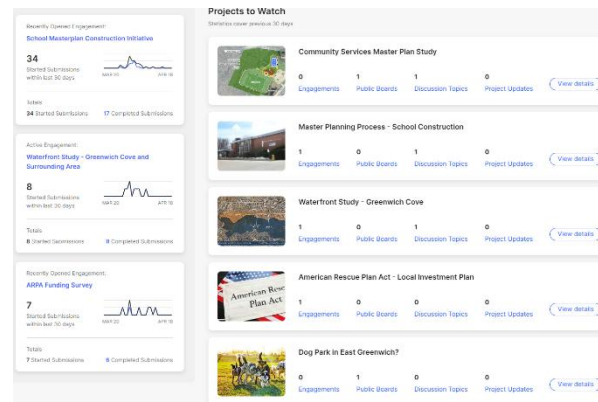 Recently Opened Engagement:
School Masterplan Construction Initiative
34
Started Submissions
within last 30 days
MAR 20
APR 18
Totals
34 Started Submissions
17 Completed Submissions
Active Engagement:
Waterfront Study - Greenwich Cove and
Surrounding Area
8
Started Submissions
within last 30 days
MAR 20
APR 18
Totals
8 Started Submissions
8 Completed Submissions
Recently Opened Engagement:
ARPA Funding Survey
7
Started Submissions
within last 30 days
MAR 20
APR 18
Totals
7 Started Submissions
6 Completed Submissions
Projects to Watch
Statistics cover previous 30 days
Community Services Master Plan Study
0 1 1 0
Engagements Public Boards Discussion Topics Project Updates
View details
Master Planning Process - School Construction
1 0 1 0
Engagements Public Boards Discussion Topics Project Updates
View details
Waterfront Study - Greenwich Cove
1 0 1 0
Engagements Public Boards Discussion Topics Project Updates
View details
American Rescue Plan Act - Local Investment Plan
American Resc
Plan Act
1 0 0 0
Engagements Public Boards Discussion Topics Project Updates
View details
Dog Park in East Greenwich?
0 1 0 0
Engagements Public Boards Discussion Topics Project Updates
View details